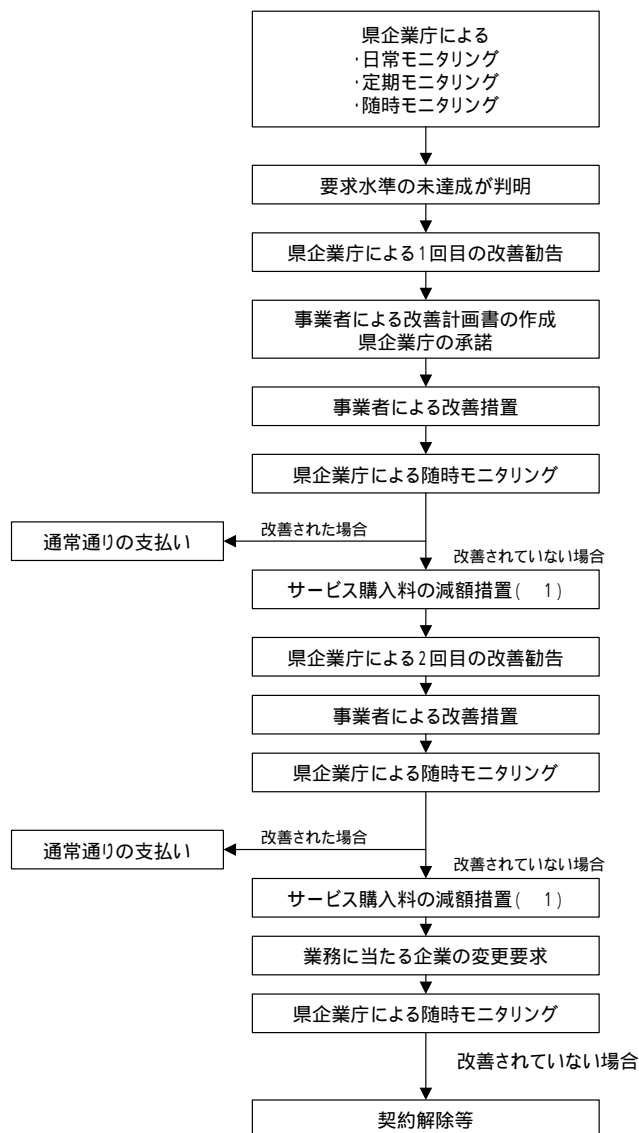 県企業庁による
・日常モニタリング
・定期モニタリング
・随時モニタリング
要求水準の未達成が判明
県企業庁による1回目の改善勧告
事業者による改善計画書の作成
県企業庁の承諾
事業者による改善措置
県企業庁による随時モニタリング
改善された場合
通常通りの支払い
改善されていない場合
サービス購入料の減額措置(　1)
県企業庁による2回目の改善勧告
事業者による改善措置
県企業庁による随時モニタリング
改善された場合
通常通りの支払い
改善されていない場合
サービス購入料の減額措置(　1)
業務に当たる企業の変更要求
県企業庁による随時モニタリング
改善されていない場合
契約解除等